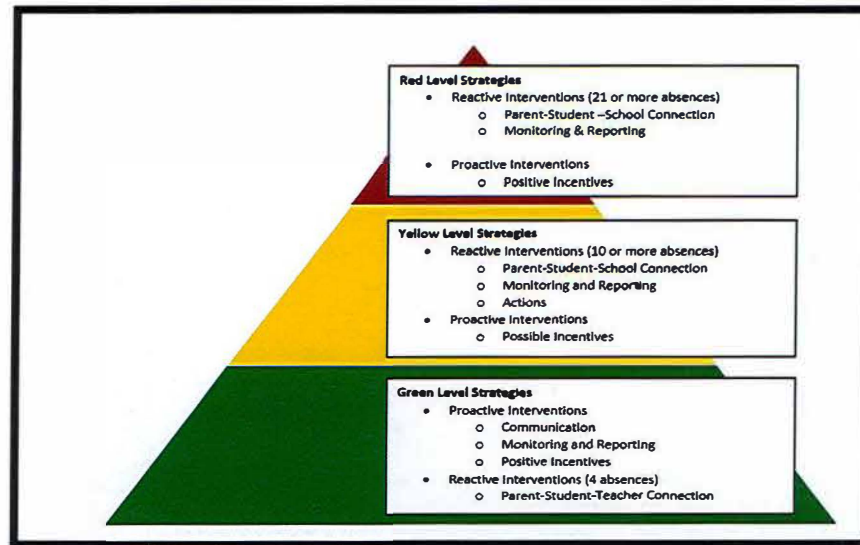 Red Level Strategies
• Reactive Interventions (21 or more absences)
o Parent-Student –School Connection
o Monitoring & Reporting
• Proactive Interventions
o Positive Incentives
Yellow Level Strategies
• Reactive Interventions (10 or more absences)
o Parent-Student-School Connection
o Monitoring and Reporting
o Actions
• Proactive Interventions
o Possible Incentives
Green Level Strategies
• Proactive Interventions
o Communication
o Monitoring and Reporting
o Positive Incentives
• Reactive Interventions (4 absences)
o Parent-Student-Teacher Connection